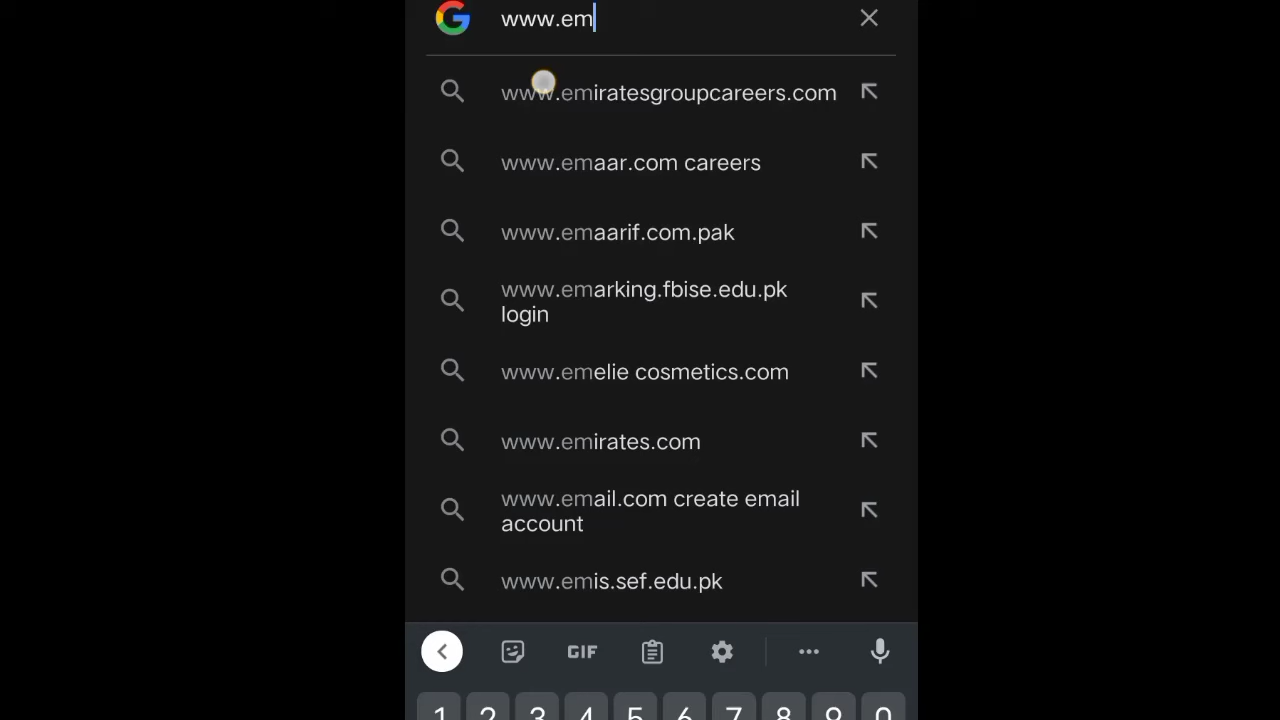 www.em
www.emiratesgroupcareers.com
www.emaar.com careers
www.emaarif.com.pak
www.emarking.fbise.edu.pk
login
www.emelie cosmetics.com
www.emirates.com
www.email.com create email
account
www.emis.sef.edu.pk
GIF
1 2 3 4 5 6 7 8 9 0